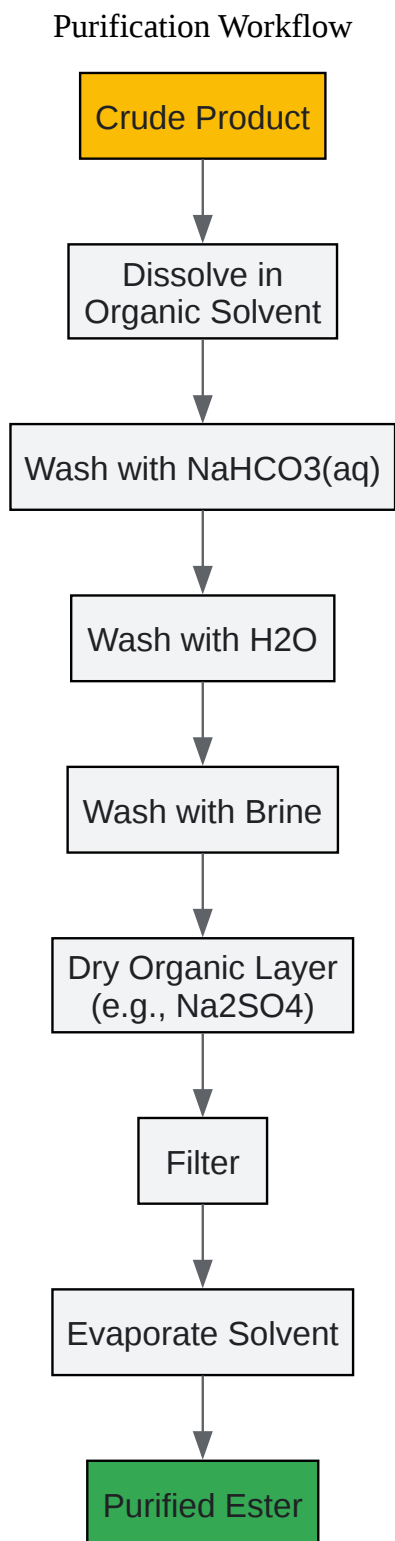 Purification Workflow
Crude Product
Dissolve in
Organic Solvent
Wash with NaHCO3(aq)
Wash with H2O
Wash with Brine
Dry Organic Layer
(e.g., Na2SO4)
Filter
Evaporate Solvent
Purified Ester